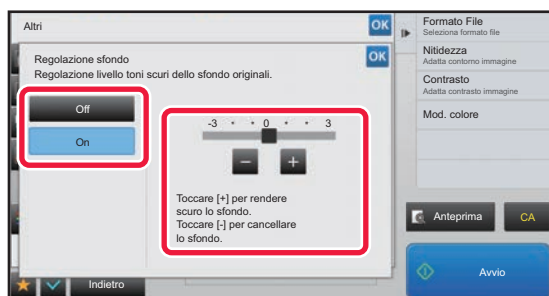 Altri
OK
Regolazione sfondo
OK
Regolazione livello toni scuri dello sfondo originali.
Off
On
-3 0 3
Toccare [+] per rendere
scuro lo sfondo.
Toccare [-] per cancellare
lo sfondo.
Indietro
Formato File
Seleziona formato file
Nitidezza
Adatta contorno immagine
Contrasto
Adatta contrasto immagine
Mod. colore
Anteprima
CA
Avvio